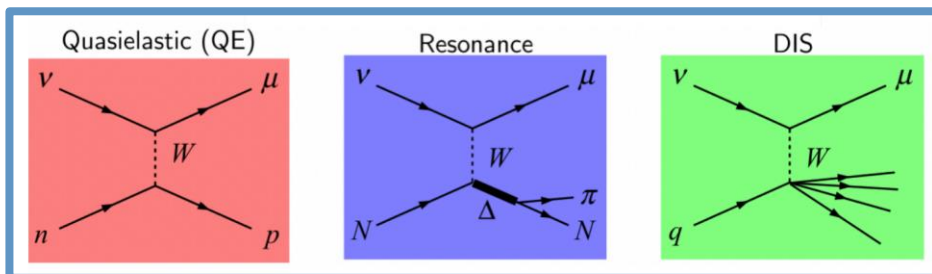 Quasielastic (QE)
ν
μ
W
n
p
Resonance
ν
μ
W
N
Δ
π
N
DIS
ν
μ
W
q